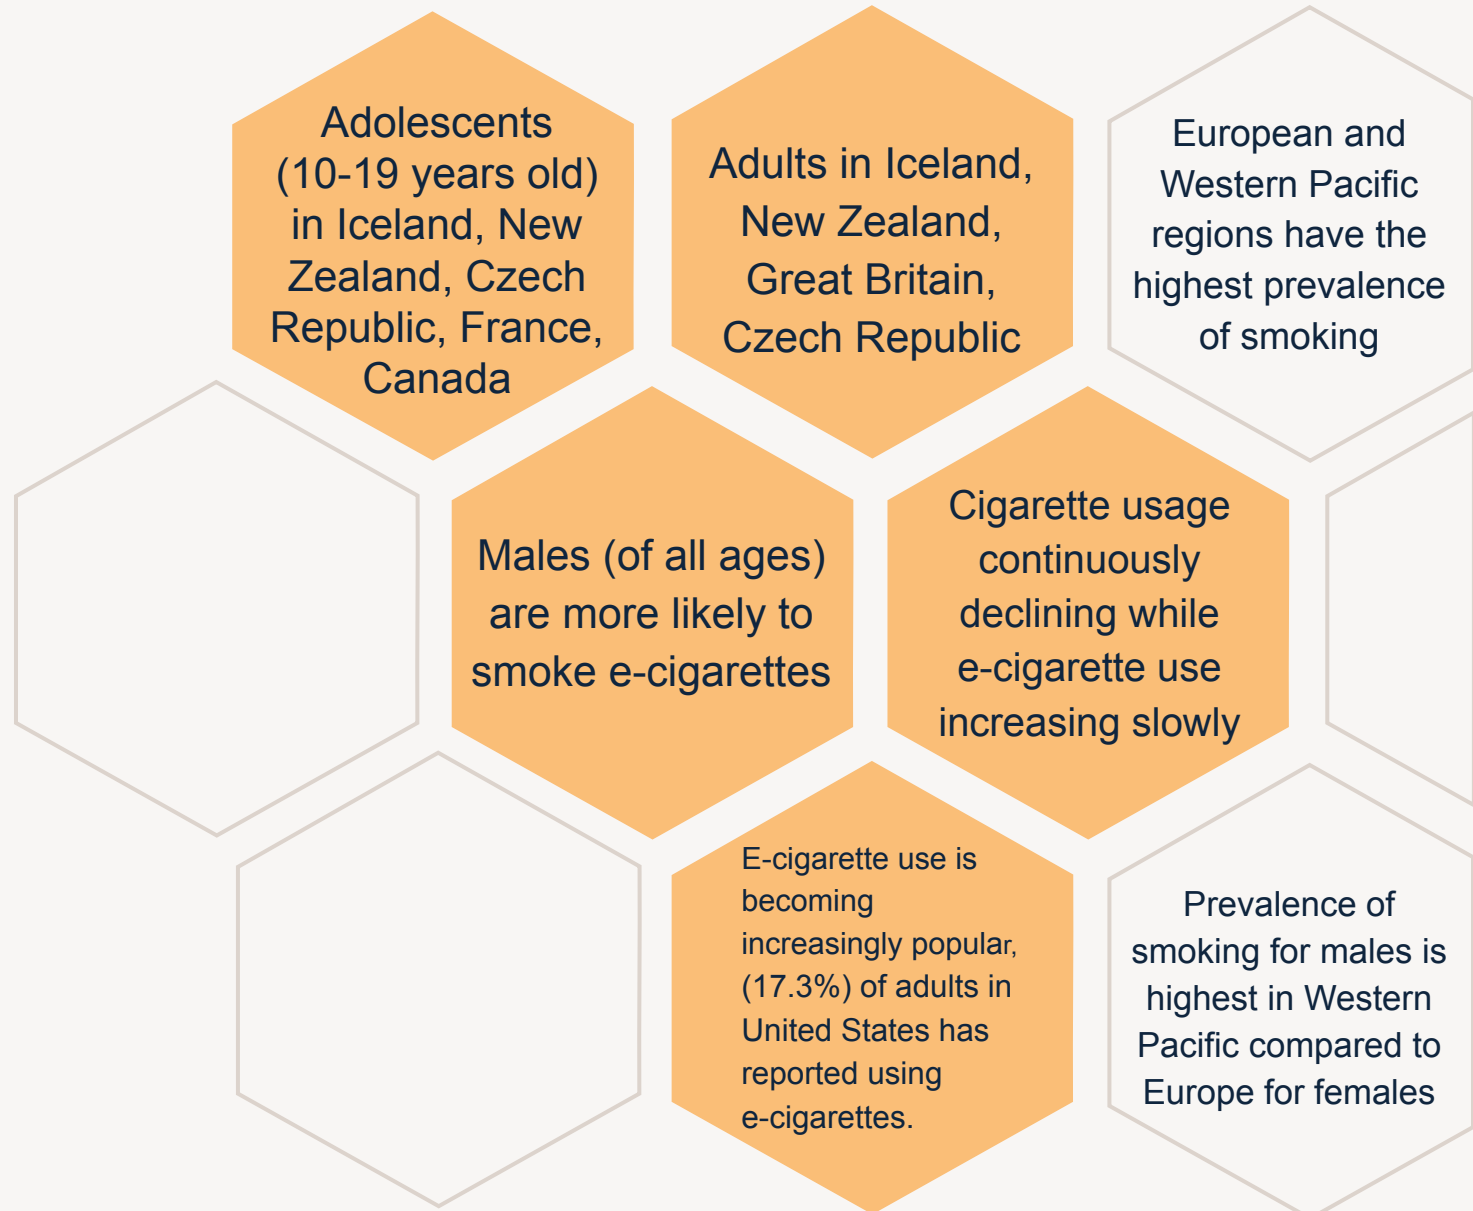 Adolescents
(10-19 years old)
in Iceland, New
Zealand, Czech
Republic, France,
Canada
Adults in Iceland,
New Zealand,
Great Britain,
Czech Republic
European and
Western Pacific
regions have the
highest prevalence
of smoking
Males (of all ages)
are more likely to
smoke e-cigarettes
Cigarette usage
continuously
declining while
e-cigarette use
increasing slowly
E-cigarette use is
becoming
increasingly popular,
(17.3%) of adults in
United States has
reported using
e-cigarettes.
Prevalence of
smoking for males is
highest in Western
Pacific compared to
Europe for females